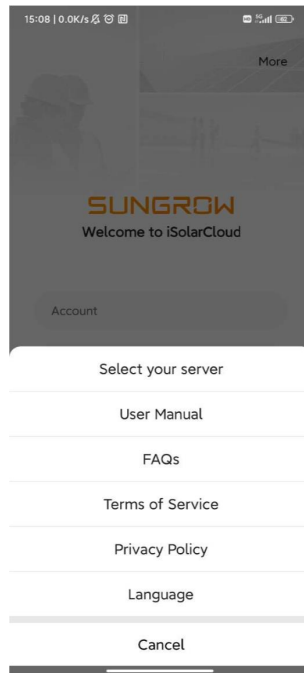 15:08 | 0.0K/s
More
SUNGROW
Welcome to iSolarCloud
Account
Select your server
User Manual
FAQs
Terms of Service
Privacy Policy
Language
Cancel